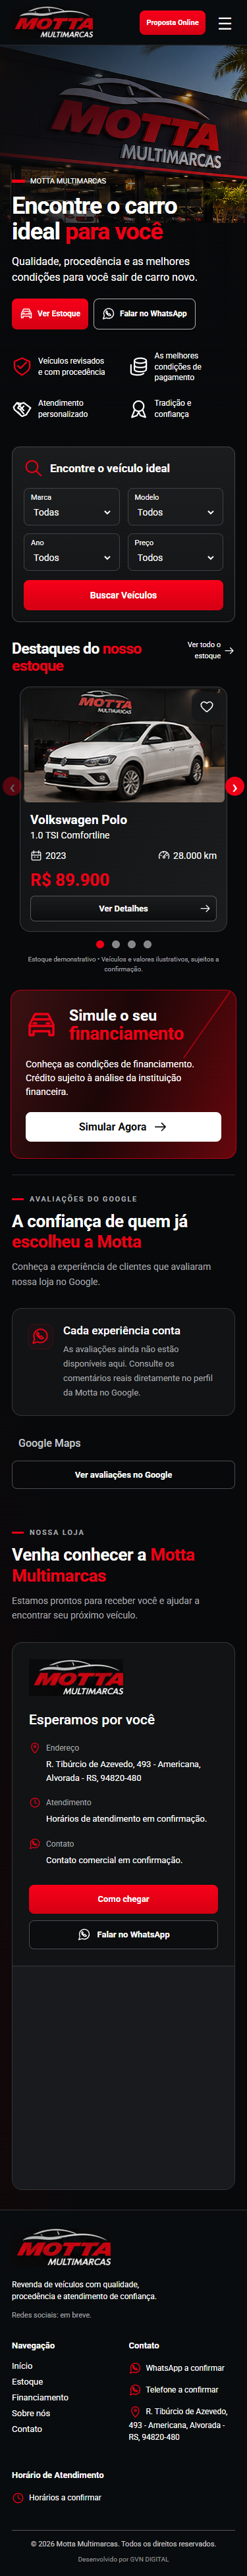 MOTTA
MULTIMARCAS
Proposta Online
MOTTA
MULTIMARCAS
MOTTA MULTIMARCAS
Encontre o carro
ideal para você
Qualidade, procedência e as melhores
condições para você sair de carro novo.
Ver Estoque
Falar no WhatsApp
Veículos revisados
e com procedência
As melhores
condições de
pagamento
Atendimento
personalizado
Tradição e
confiança
Encontre o veículo ideal
Marca
Todas
Modelo
Todos
Ano
Todos
Preço
Todos
Buscar Veículos
Destaques do nosso
estoque
Ver todo o
estoque
MOTTA
MULTIMARCAS
Volkswagen Polo
1.0 TSI Comfortline
2023
28.000 km
R$ 89.900
Ver Detalhes
Estoque demonstrativo • Veículos e valores ilustrativos, sujeitos a
confirmação.
Simule o seu
financiamento
Conheça as condições de financiamento.
Crédito sujeito à análise da instituição
financeira.
Simular Agora
AVALIAÇÕES DO GOOGLE
A confiança de quem já
escolheu a Motta
Conheça a experiência de clientes que avaliaram
nossa loja no Google.
Cada experiência conta
As avaliações ainda não estão
disponíveis aqui. Consulte os
comentários reais diretamente no perfil
da Motta no Google.
Google Maps
Ver avaliações no Google
NOSSA LOJA
Venha conhecer a Motta
Multimarcas
Estamos prontos para receber você e ajudar a
encontrar seu próximo veículo.
MOTTA
MULTIMARCAS
Esperamos por você
Endereço
R. Tibúrcio de Azevedo, 493 - Americana,
Alvorada - RS, 94820-480
Atendimento
Horários de atendimento em confirmação.
Contato
Contato comercial em confirmação.
Como chegar
Falar no WhatsApp
MOTTA
MULTIMARCAS
Revenda de veículos com qualidade,
procedência e atendimento de confiança.
Redes sociais: em breve.
Navegação
Início
Estoque
Financiamento
Sobre nós
Contato
Contato
WhatsApp a confirmar
Telefone a confirmar
R. Tibúrcio de Azevedo,
493 - Americana, Alvorada -
RS, 94820-480
Horário de Atendimento
Horários a confirmar
© 2026 Motta Multimarcas. Todos os direitos reservados.
Desenvolvido por GVN DIGITAL